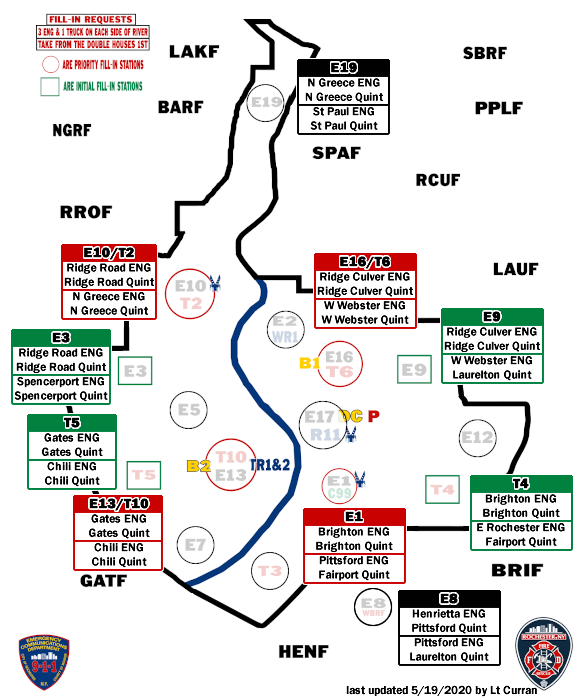 FILL-IN REQUESTS
3 ENG & 1 TRUCK ON EACH SIDE OF RIVER
TAKE FROM THE DOUBLE HOUSES 1ST
ARE PRIORITY FILL-IN STATIONS
ARE INITIAL FILL-IN STATIONS
LAKF
SBRF
BARF
PPLF
NGRF
SPAF
RCUF
RROF
LAUF
E19
N Greece ENG
N Greece Quint
St Paul ENG
St Paul Quint
E19
E10/T2
Ridge Road ENG
Ridge Road Quint
N Greece ENG
N Greece Quint
E10
T2
E16/T6
Ridge Culver ENG
Ridge Culver Quint
W Webster ENG
W Webster Quint
E9
Ridge Culver ENG
Ridge Culver Quint
W Webster ENG
Laurelton Quint
E3
Ridge Road ENG
Ridge Road Quint
Spencerport ENG
Spencerport Quint
E3
E2
WR1
B1
E16
T6
E9
T5
Gates ENG
Gates Quint
Chili ENG
Chili Quint
E5
E17
DC P
R11
E12
B2
T10
E13
TR1&2
T5
E1
C99
T4
T4
Brighton ENG
Brighton Quint
E Rochester ENG
Fairport Quint
E13/T10
Gates ENG
Gates Quint
Chili ENG
Chili Quint
GATF
E7
T3
E1
Brighton ENG
Brighton Quint
Pittsford ENG
Fairport Quint
BRIF
E8
WBRF
E8
Henrietta ENG
Pittsford Quint
Pittsford ENG
Laurelton Quint
HENF
EMERGENCY
COMMUNICATIONS
DEPARTMENT
9-1-1
ROCHESTER, NY
FIRE
F D
last updated 5/19/2020 by Lt Curran